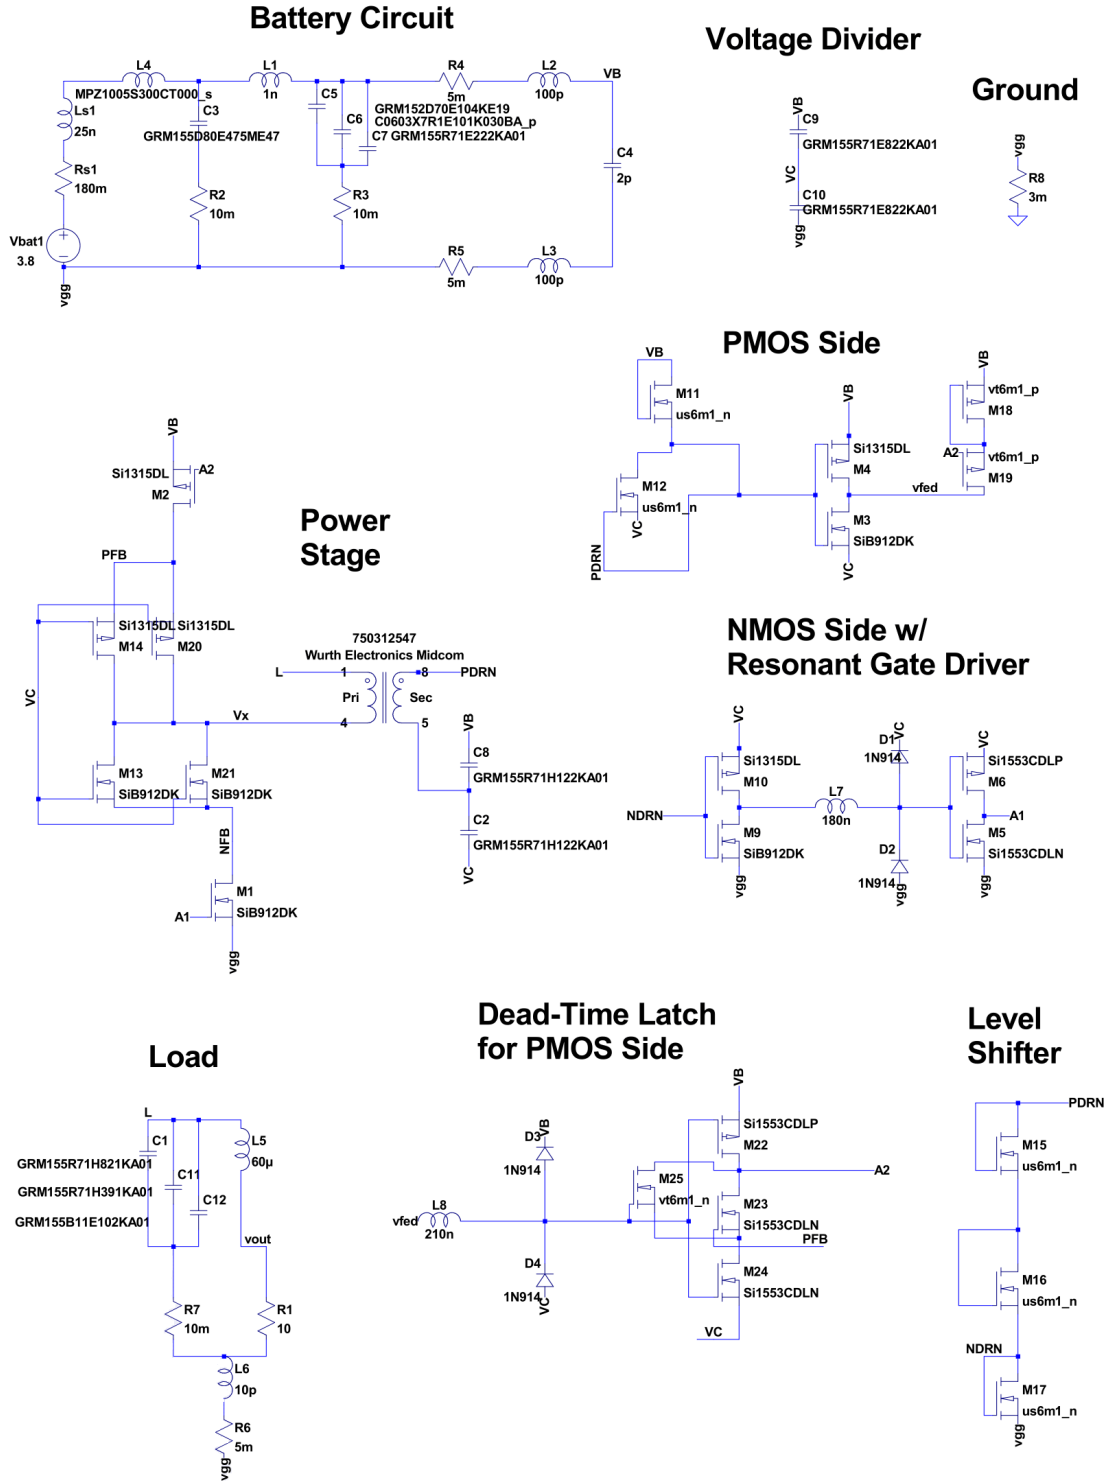 Battery Circuit
L4
MPZ1005S300CT000_s
Ls1
25n
Rs1
180m
Vbat1
3.8
vgg
C3
GRM155D80E475ME47
R2
10m
L1
1n
C5
C6
GRM152D70E104KE19
C0603X7R1E101K030BA_p
C7 GRM155R71E222KA01
R3
10m
R4
5m
L2
100p
VB
C4
2p
R5
5m
L3
100p
Voltage Divider
VB
C9
GRM155R71E822KA01
VC
C10
GRM155R71E822KA01
vgg
Ground
vgg
R8
3m
PMOS Side
VB
M11
us6m1_n
M12
us6m1_n
VC
PDRN
VB
Si1315DL
M4
M3
SiB912DK
VC
vfed
VB
vt6m1_p
M18
A2
vt6m1_p
M19
Power
Stage
VB
Si1315DL
A2
M2
PFB
Si1315DL
M14
Si1315DL
M20
VC
Vx
M13
SiB912DK
M21
SiB912DK
NFB
M1
SiB912DK
A1
vgg
750312547
Wurth Electronics Midcom
L
1
8
PDRN
Pri
Sec
4
5
VB
C8
GRM155R71H122KA01
C2
GRM155R71H122KA01
VC
NMOS Side w/
Resonant Gate Driver
VC
Si1315DL
M10
NDRN
M9
SiB912DK
vgg
L7
180n
D1
VC
1N914
D2
1N914
vgg
VC
Si1553CDLP
M6
A1
M5
Si1553CDLN
vgg
Load
L
C1
GRM155R71H821KA01
C11
GRM155R71H391KA01
C12
GRM155B11E102KA01
L5
60µ
vout
R7
10m
R1
10
L6
10p
R6
5m
vgg
Dead-Time Latch
for PMOS Side
vfed
L8
210n
D3
VB
1N914
D4
1N914
VC
M25
vt6m1_n
VB
Si1553CDLP
M22
A2
M23
Si1553CDLN
PFB
M24
Si1553CDLN
VC
Level
Shifter
PDRN
M15
us6m1_n
M16
us6m1_n
NDRN
M17
us6m1_n
vgg